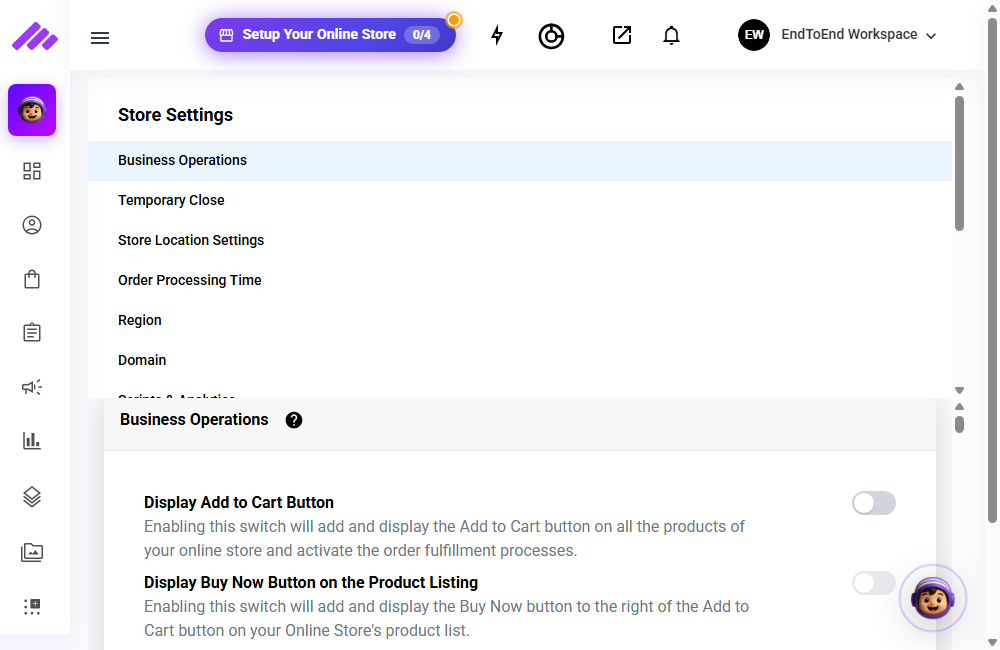 Setup Your Online Store 0/4
EW EndToEnd Workspace
Store Settings
Business Operations
Temporary Close
Store Location Settings
Order Processing Time
Region
Domain
Scripts & Analytics
Business Operations ?
Display Add to Cart Button
Enabling this switch will add and display the Add to Cart button on all the products of
your online store and activate the order fulfillment processes.
Display Buy Now Button on the Product Listing
Enabling this switch will add and display the Buy Now button to the right of the Add to
Cart button on your Online Store's product list.